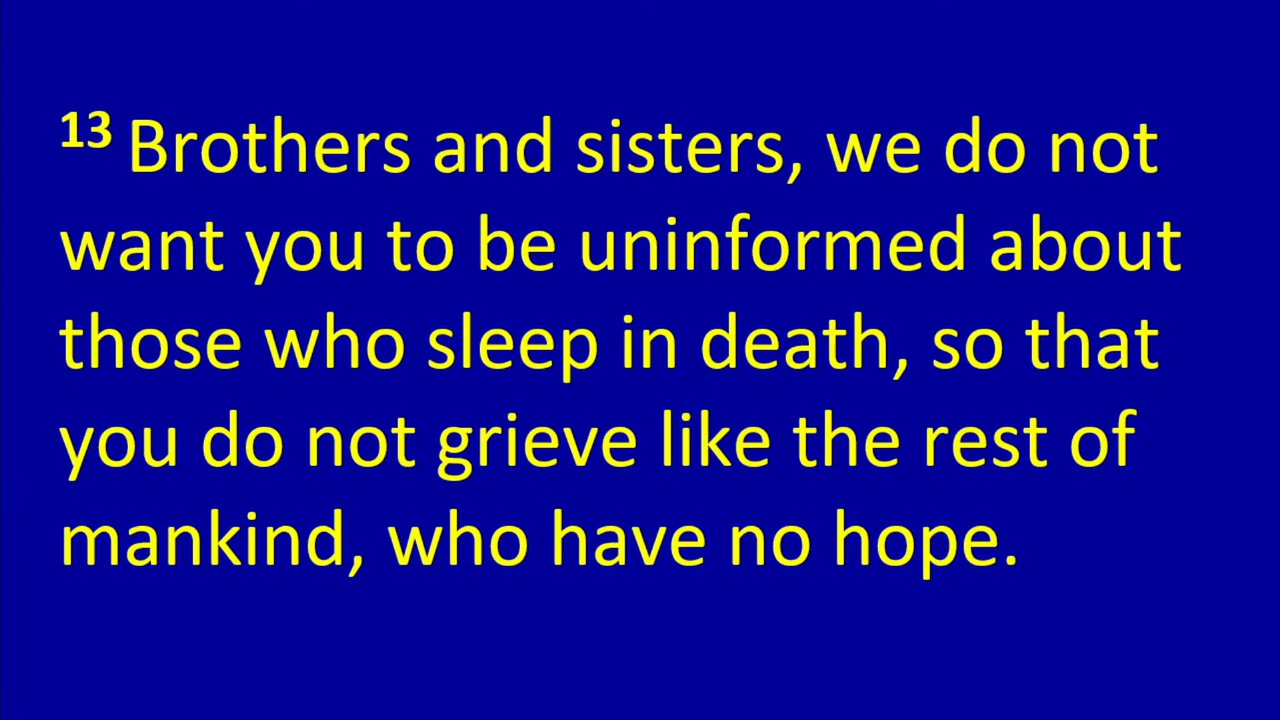 13 Brothers and sisters, we do not
want you to be uninformed about
those who sleep in death, so that
you do not grieve like the rest of
mankind, who have no hope.